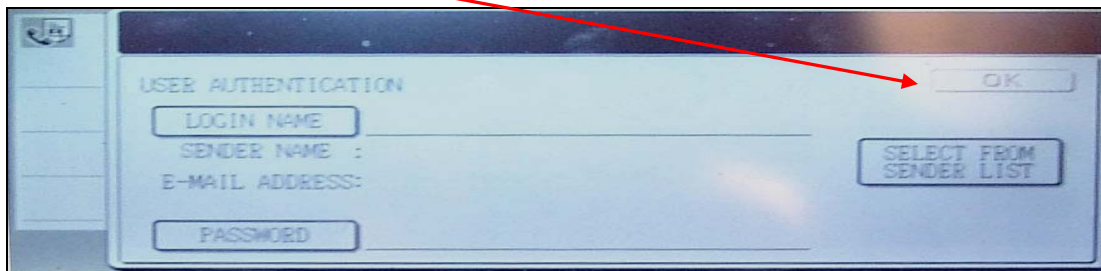 USER AUTHENTICATION
OK
LOGIN NAME
SENDER NAME :
SELECT FROM
SENDER LIST
E-MAIL ADDRESS:
PASSWORD